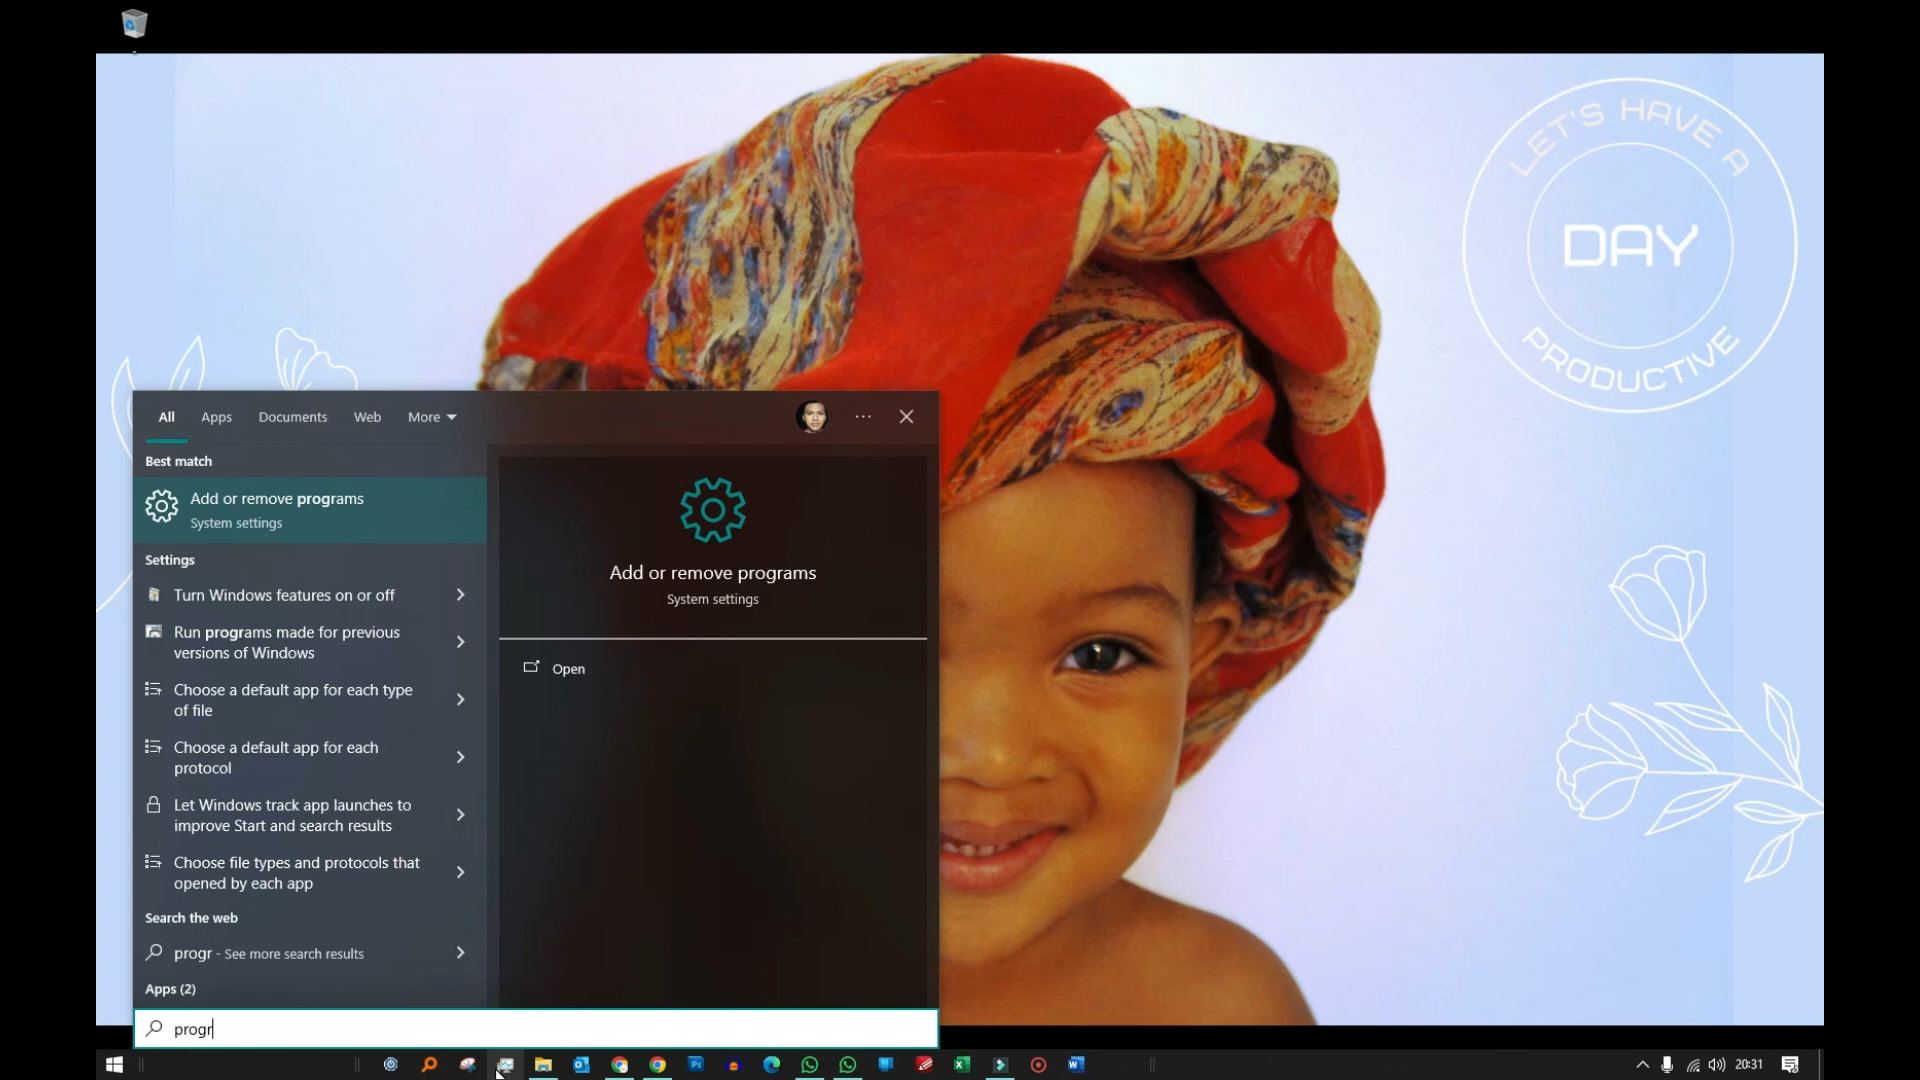 LET'S HAVE A
DAY
PRODUCTIVE
All Apps Documents Web More
Best match
Add or remove programs
System settings
Settings
Turn Windows features on or off
Run programs made for previous
versions of Windows
Choose a default app for each type
of file
Choose a default app for each
protocol
Let Windows track app launches to
improve Start and search results
Choose file types and protocols that
opened by each app
Search the web
progr - See more search results
Apps (2)
progr
Add or remove programs
System settings
Open
20:31